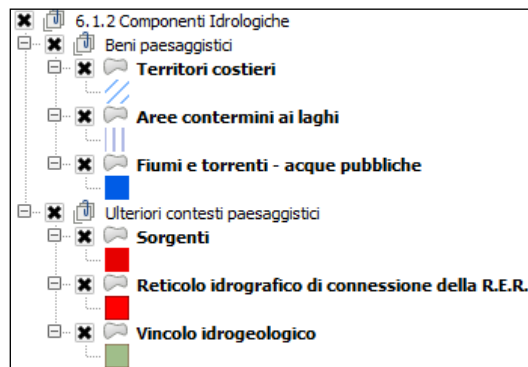 6.1.2 Componenti Idrologiche
Beni paesaggistici
Territori costieri
Aree contermini ai laghi
Fiumi e torrenti - acque pubbliche
Ulteriori contesti paesaggistici
Sorgenti
Reticolo idrografico di connessione della R.E.R.
Vincolo idrogeologico